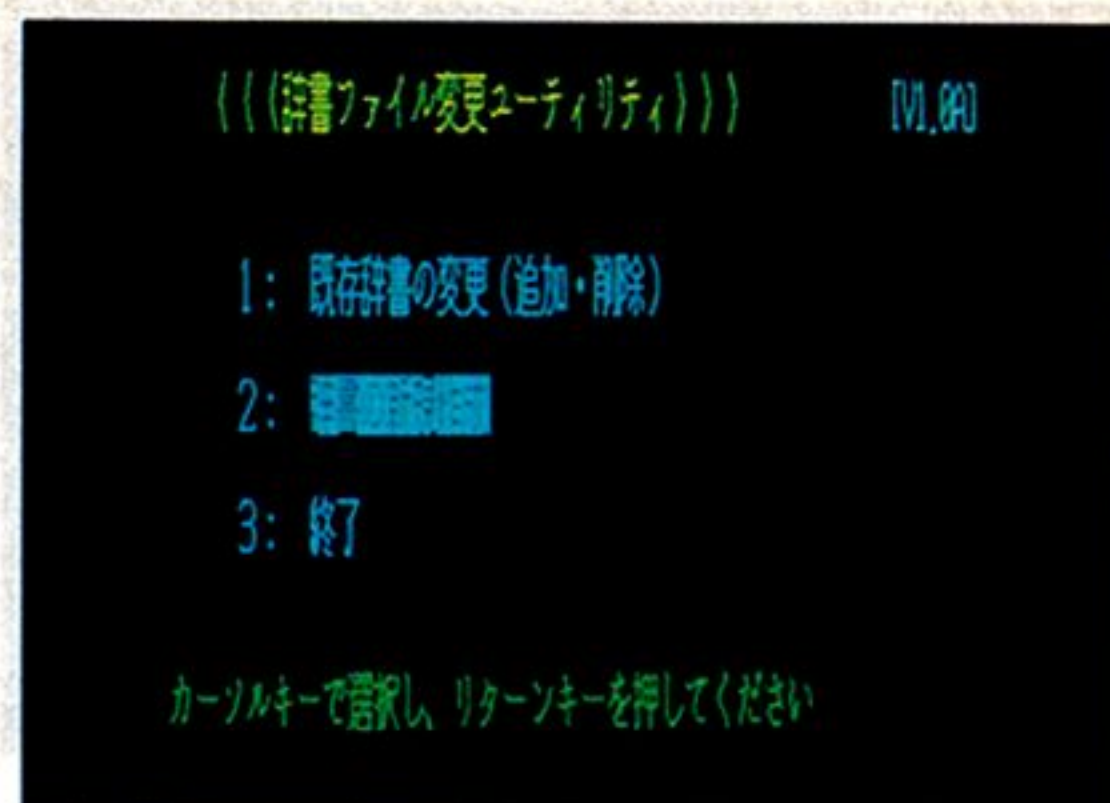 《《《辞書ファイル変更ユーティリティ》》》 [V1.0A]
1: 既存辞書の変更(追加・削除)
2:
3: 終了
カーソルキーで選択し、リターンキーを押してください